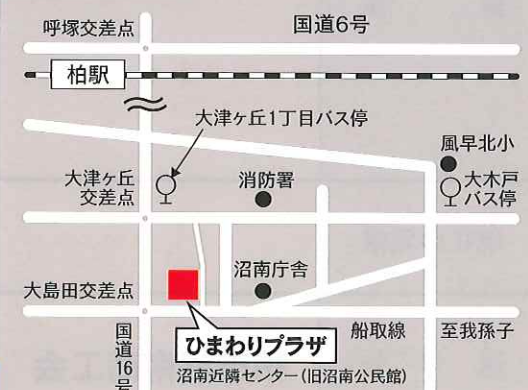 国道6号
呼塚交差点
柏駅
大津ヶ丘1丁目バス停
風早北小
大津ヶ丘
交差点
消防署
大木戸
バス停
沼南庁舎
大島田交差点
国道16号
ひまわりプラザ
船取線
至我孫子
沼南近隣センター(旧沼南公民館)